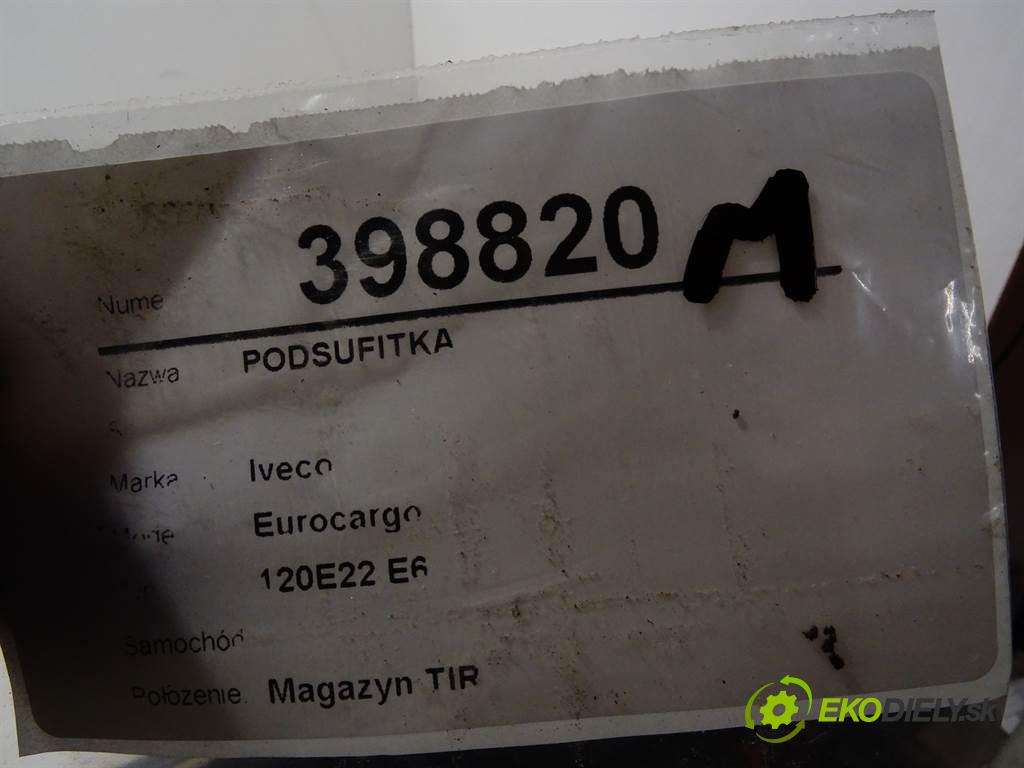 Nume 398820 M
Nazwa PODSUFITKA
Marka Iveco
Eurocargo
120E22 E6
Samochód
Położenie Magazyn TIR
EKODIELY.sk